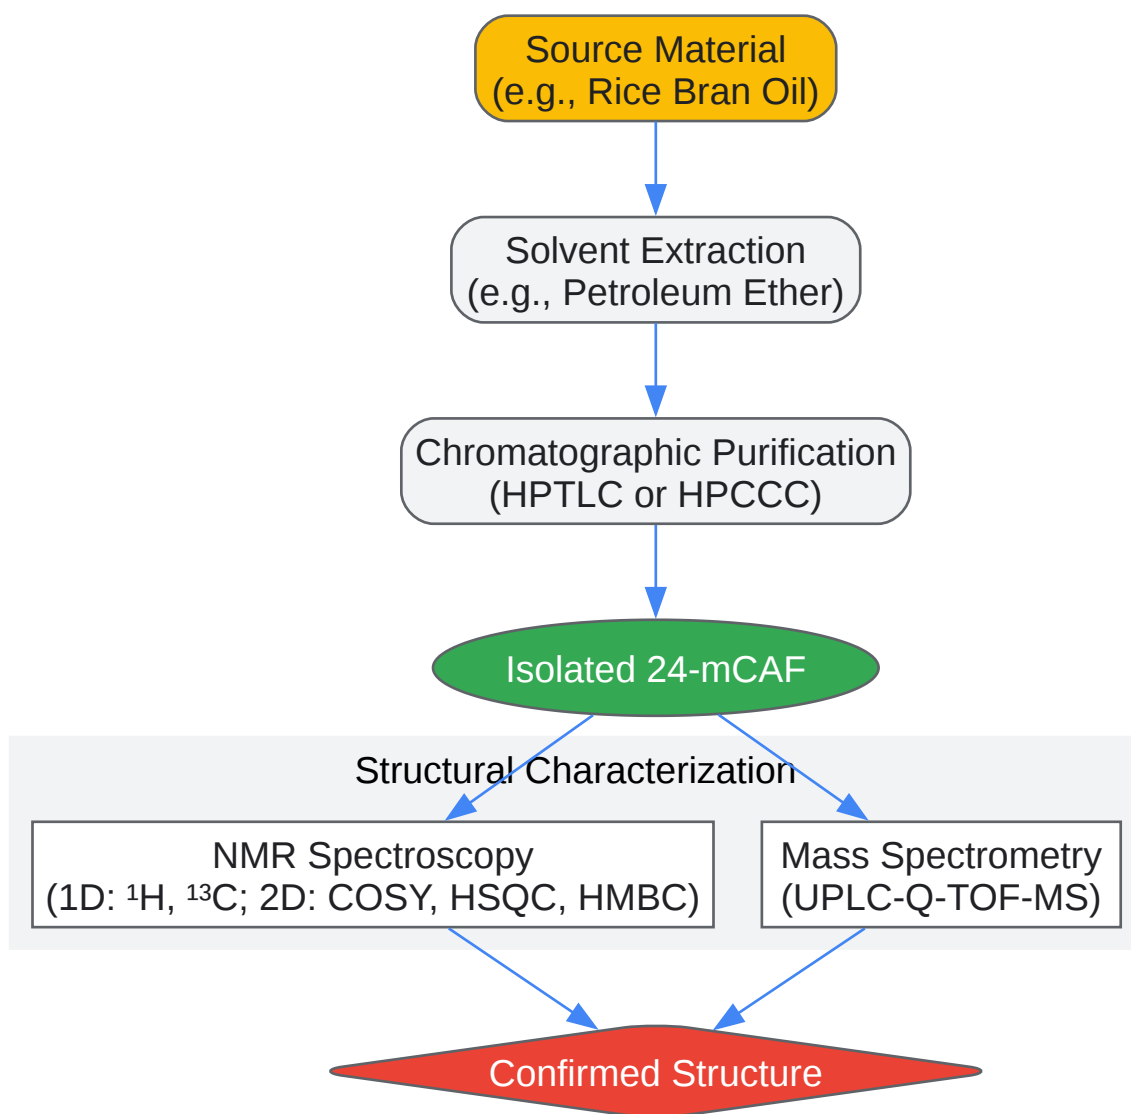 Source Material
(e.g., Rice Bran Oil)
Solvent Extraction
(e.g., Petroleum Ether)
Chromatographic Purification
(HPTLC or HPCCC)
Isolated 24-mCAF
Structural Characterization
NMR Spectroscopy
(1D: ¹H, ¹³C; 2D: COSY, HSQC, HMBC)
Mass Spectrometry
(UPLC-Q-TOF-MS)
Confirmed Structure